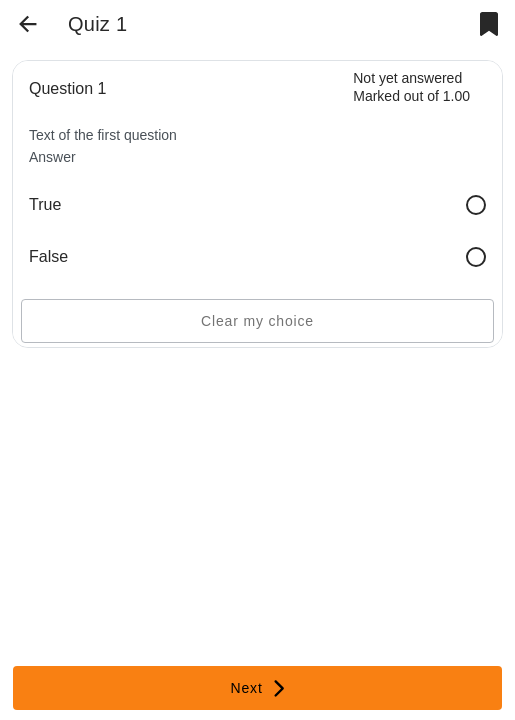 Quiz 1
Question 1
Not yet answered
Marked out of 1.00
Text of the first question
Answer
True
False
Clear my choice
Next